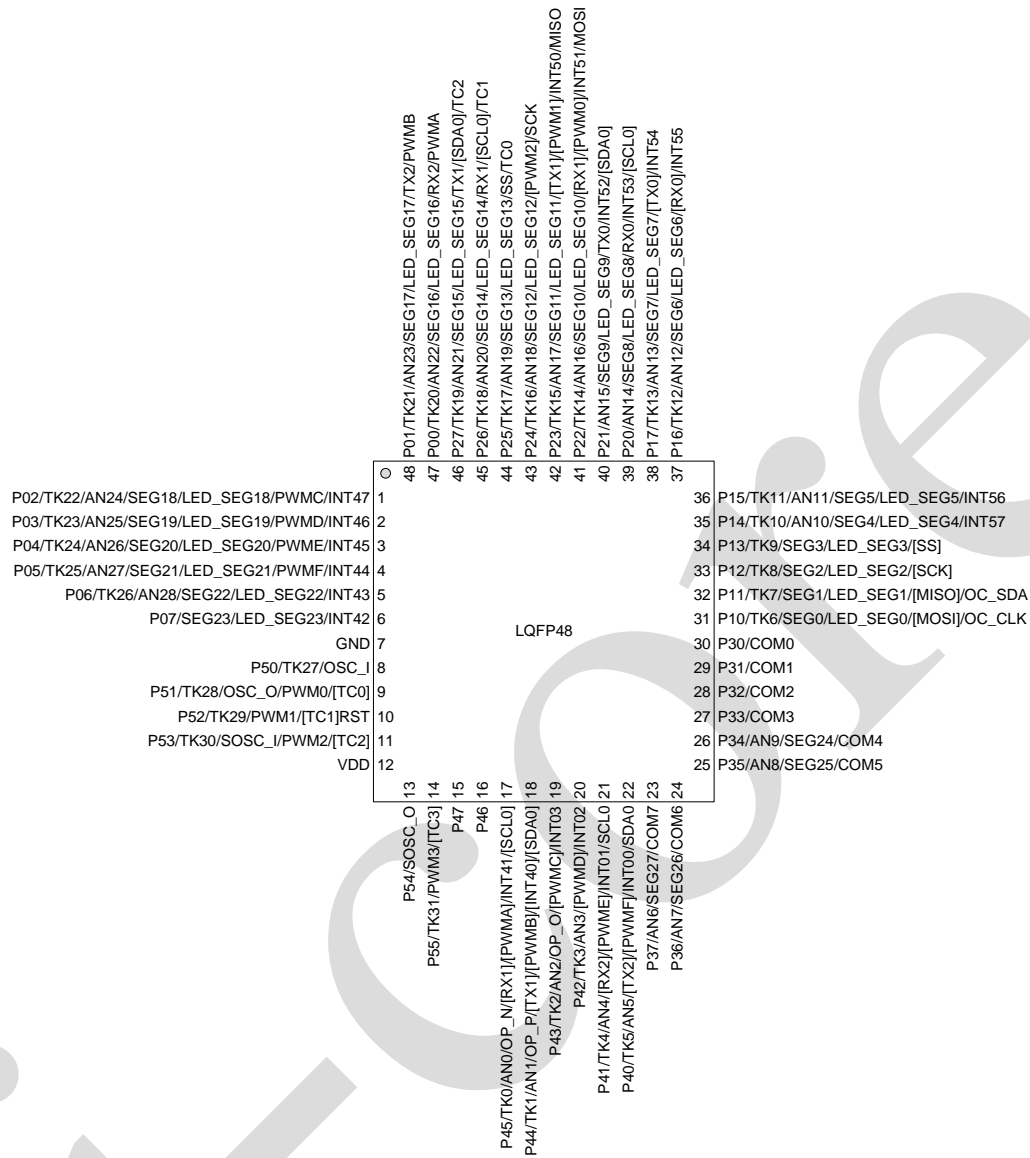 48 P01/TK21/AN23/SEG17/LED_SEG17/TX2/PWMB
47 P00/TK20/AN22/SEG16/LED_SEG16/RX2/PWMA
46 P27/TK19/AN21/SEG15/LED_SEG15/TX1/[SDA0]/TC2
45 P26/TK18/AN20/SEG14/LED_SEG14/RX1/[SCL0]/TC1
44 P25/TK17/AN19/SEG13/LED_SEG13/SS/TC0
43 P24/TK16/AN18/SEG12/LED_SEG12/[PWM2]/SCK
42 P23/TK15/AN17/SEG11/LED_SEG11/[TX1]/[PWM1]/INT50/MISO
41 P22/TK14/AN16/SEG10/LED_SEG10/[RX1]/[PWM0]/INT51/MOSI
40 P21/AN15/SEG9/LED_SEG9/TX0/INT52/[SDA0]
39 P20/AN14/SEG8/LED_SEG8/RX0/INT53/[SCL0]
38 P17/TK13/AN13/SEG7/LED_SEG7/[TX0]/INT54
37 P16/TK12/AN12/SEG6/LED_SEG6/[RX0]/INT55
P02/TK22/AN24/SEG18/LED_SEG18/PWMC/INT47 1
P03/TK23/AN25/SEG19/LED_SEG19/PWMD/INT46 2
P04/TK24/AN26/SEG20/LED_SEG20/PWME/INT45 3
P05/TK25/AN27/SEG21/LED_SEG21/PWMF/INT44 4
P06/TK26/AN28/SEG22/LED_SEG22/INT43 5
P07/SEG23/LED_SEG23/INT42 6
GND 7
P50/TK27/OSC_I 8
P51/TK28/OSC_O/PWM0/[TC0] 9
P52/TK29/PWM1/[TC1]RST 10
P53/TK30/SOSC_I/PWM2/[TC2] 11
VDD 12
LQFP48
36 P15/TK11/AN11/SEG5/LED_SEG5/INT56
35 P14/TK10/AN10/SEG4/LED_SEG4/INT57
34 P13/TK9/SEG3/LED_SEG3/[SS]
33 P12/TK8/SEG2/LED_SEG2/[SCK]
32 P11/TK7/SEG1/LED_SEG1/[MISO]/OC_SDA
31 P10/TK6/SEG0/LED_SEG0/[MOSI]/OC_CLK
30 P30/COM0
29 P31/COM1
28 P32/COM2
27 P33/COM3
26 P34/AN9/SEG24/COM4
25 P35/AN8/SEG25/COM5
P54/SOSC_O 13
P55/TK31/PWM3/[TC3] 14
P47 15
P46 16
P45/TK0/AN0/OP_N/[RX1]/[PWMA]/INT41/[SCL0] 17
P44/TK1/AN1/OP_P/[TX1]/[PWMB]/[INT40]/[SDA0] 18
P43/TK2/AN2/OP_O/[PWMC]/INT03 19
P42/TK3/AN3/[PWMD]/INT02 20
P41/TK4/AN4/[RX2]/[PWME]/INT01/SCL0 21
P40/TK5/AN5/[TX2]/[PWMF]/INT00/SDA0 22
P37/AN6/SEG27/COM7 23
P36/AN7/SEG26/COM6 24
i-core